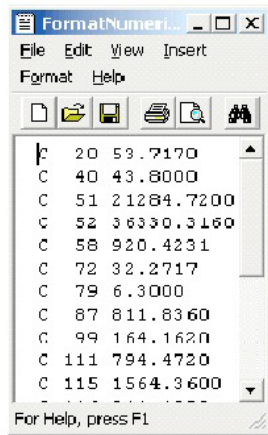 FormatNumeri...
File Edit View Insert
Format Help
C 20 53.7170
C 40 43.8000
C 51 21284.7200
C 52 36330.3160
C 58 920.4231
C 72 32.2717
C 79 6.3000
C 87 811.8360
C 99 164.1620
C 111 794.4720
C 115 1564.3600
For Help, press F1